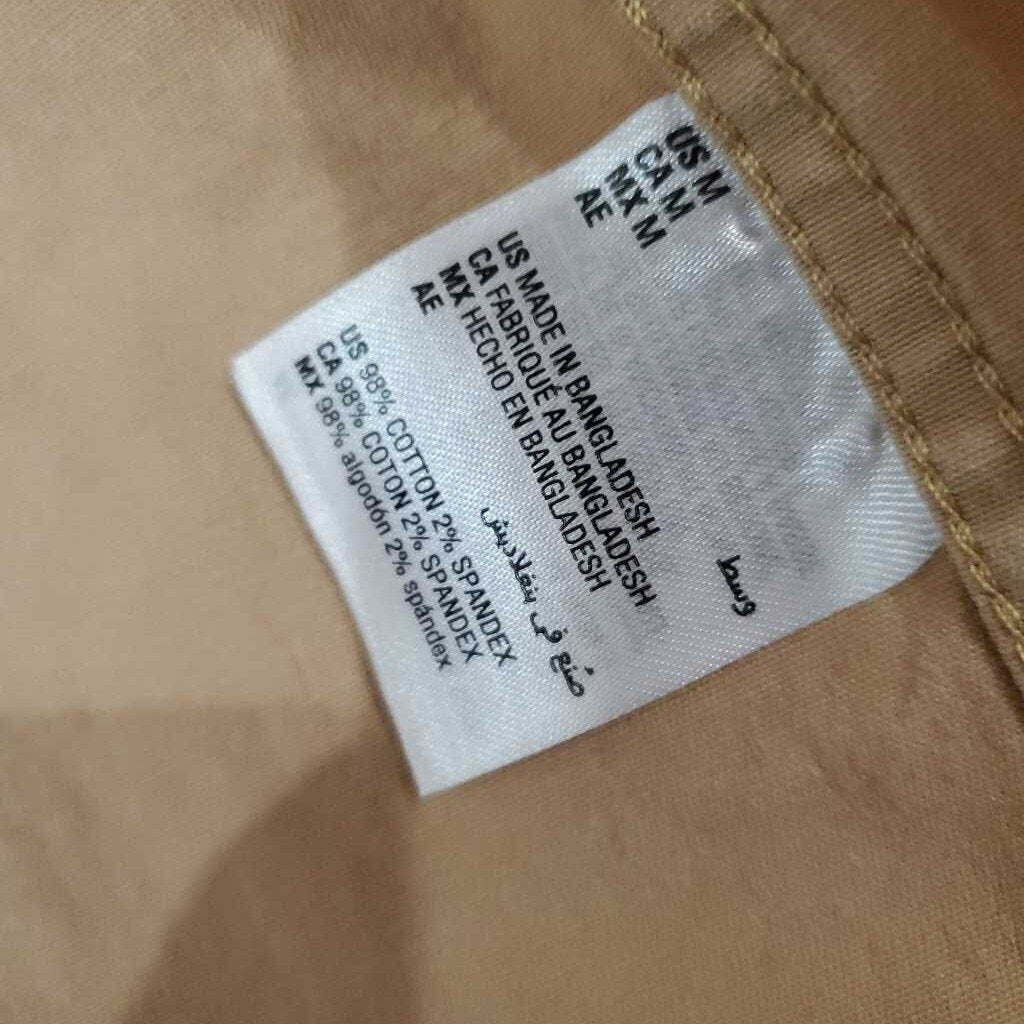 US M
CA M
MX M
AE وسط
US MADE IN BANGLADESH
CA FABRIQUÉ AU BANGLADESH
MX HECHO EN BANGLADESH
AE صُنع في بنغلاديش
US 98% COTTON 2% SPANDEX
CA 98% COTON 2% SPANDEX
MX 98% algodón 2% spándex